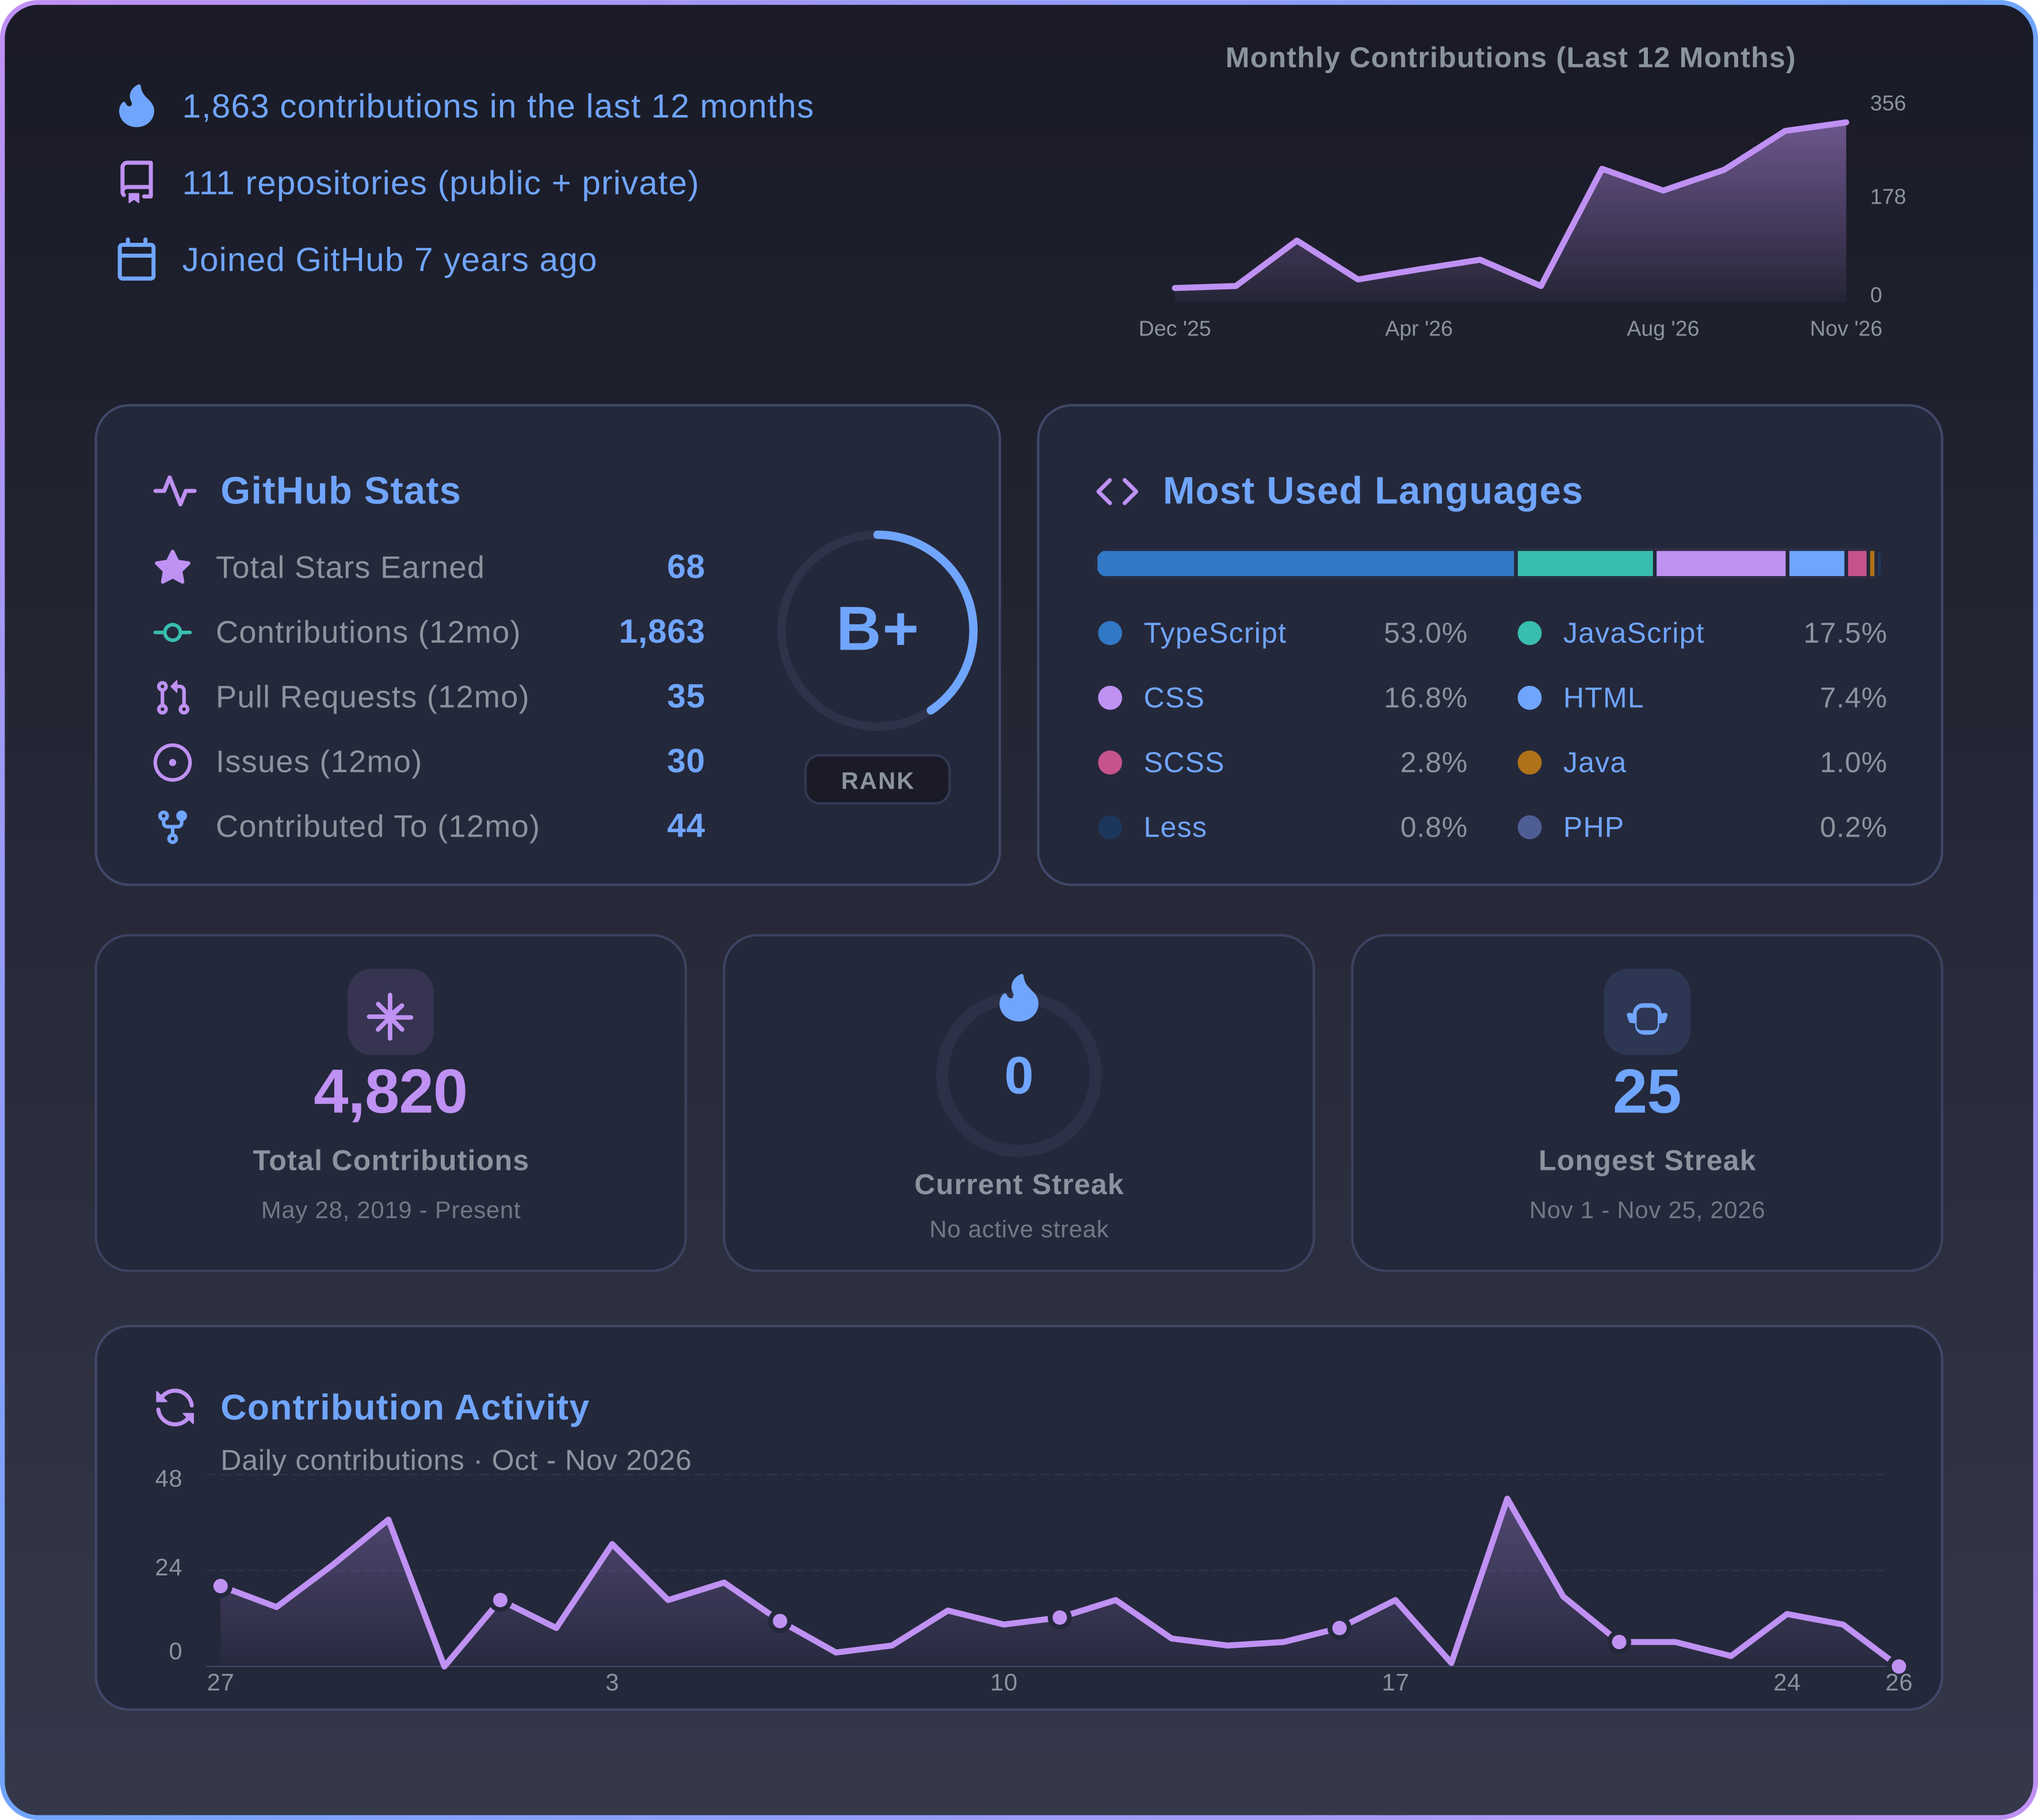 1,863 contributions in the last 12 months
111 repositories (public + private)
Joined GitHub 7 years ago
Monthly Contributions (Last 12 Months)
356
178
0
Dec '25 Apr '26 Aug '26 Nov '26
GitHub Stats
Total Stars Earned 68
Contributions (12mo) 1,863
Pull Requests (12mo) 35
Issues (12mo) 30
Contributed To (12mo) 44
B+
RANK
Most Used Languages
TypeScript 53.0% JavaScript 17.5%
CSS 16.8% HTML 7.4%
SCSS 2.8% Java 1.0%
Less 0.8% PHP 0.2%
4,820
Total Contributions
May 28, 2019 - Present
0
Current Streak
No active streak
25
Longest Streak
Nov 1 - Nov 25, 2026
Contribution Activity
Daily contributions · Oct - Nov 2026
48
24
0
27 3 10 17 24 26